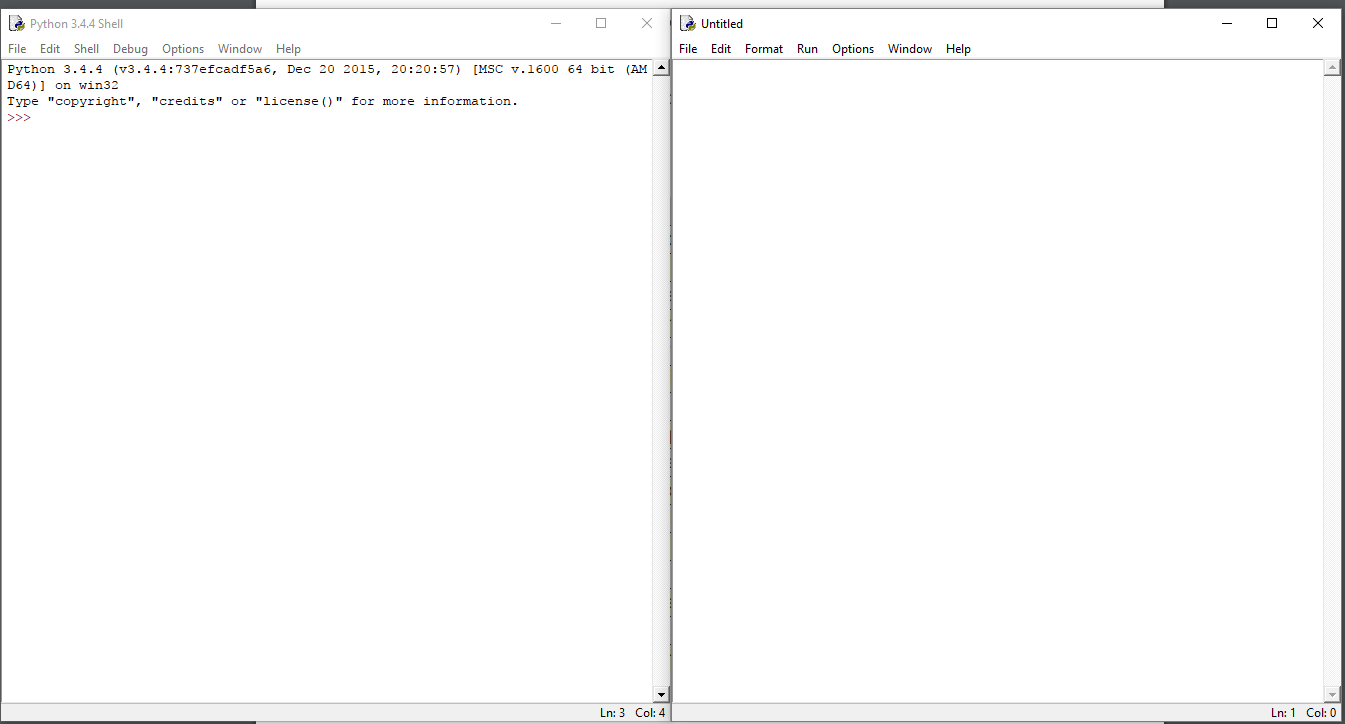 Python 3.4.4 Shell
File Edit Shell Debug Options Window Help
Python 3.4.4 (v3.4.4:737efcadf5a6, Dec 20 2015, 20:20:57) [MSC v.1600 64 bit (AM
D64)] on win32
Type "copyright", "credits" or "license()" for more information.
>>>
Ln: 3 Col: 4
Untitled
File Edit Format Run Options Window Help
Ln: 1 Col: 0